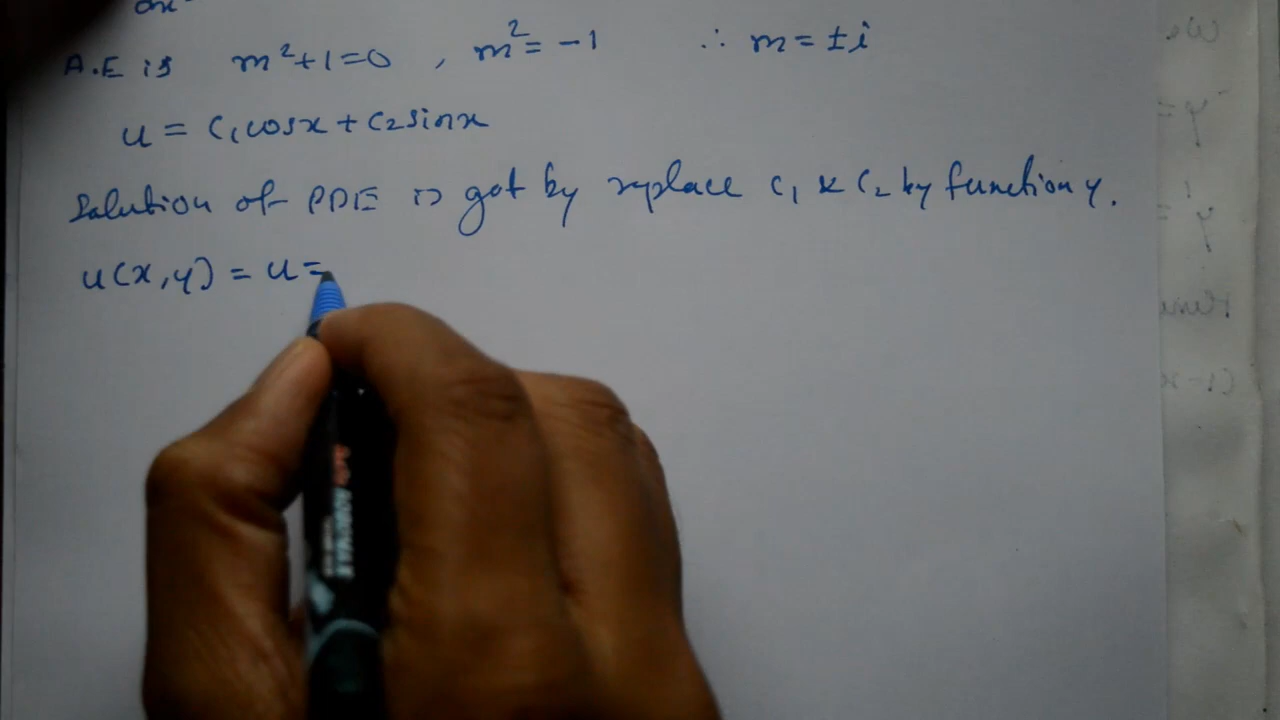 A.E is m²+1=0 , m²= -1 ∴ m = ±i
u = C₁cosx + C₂sinx
Solution of PDE is got by replace C₁ & C₂ by function y.
u(x,y) = u =